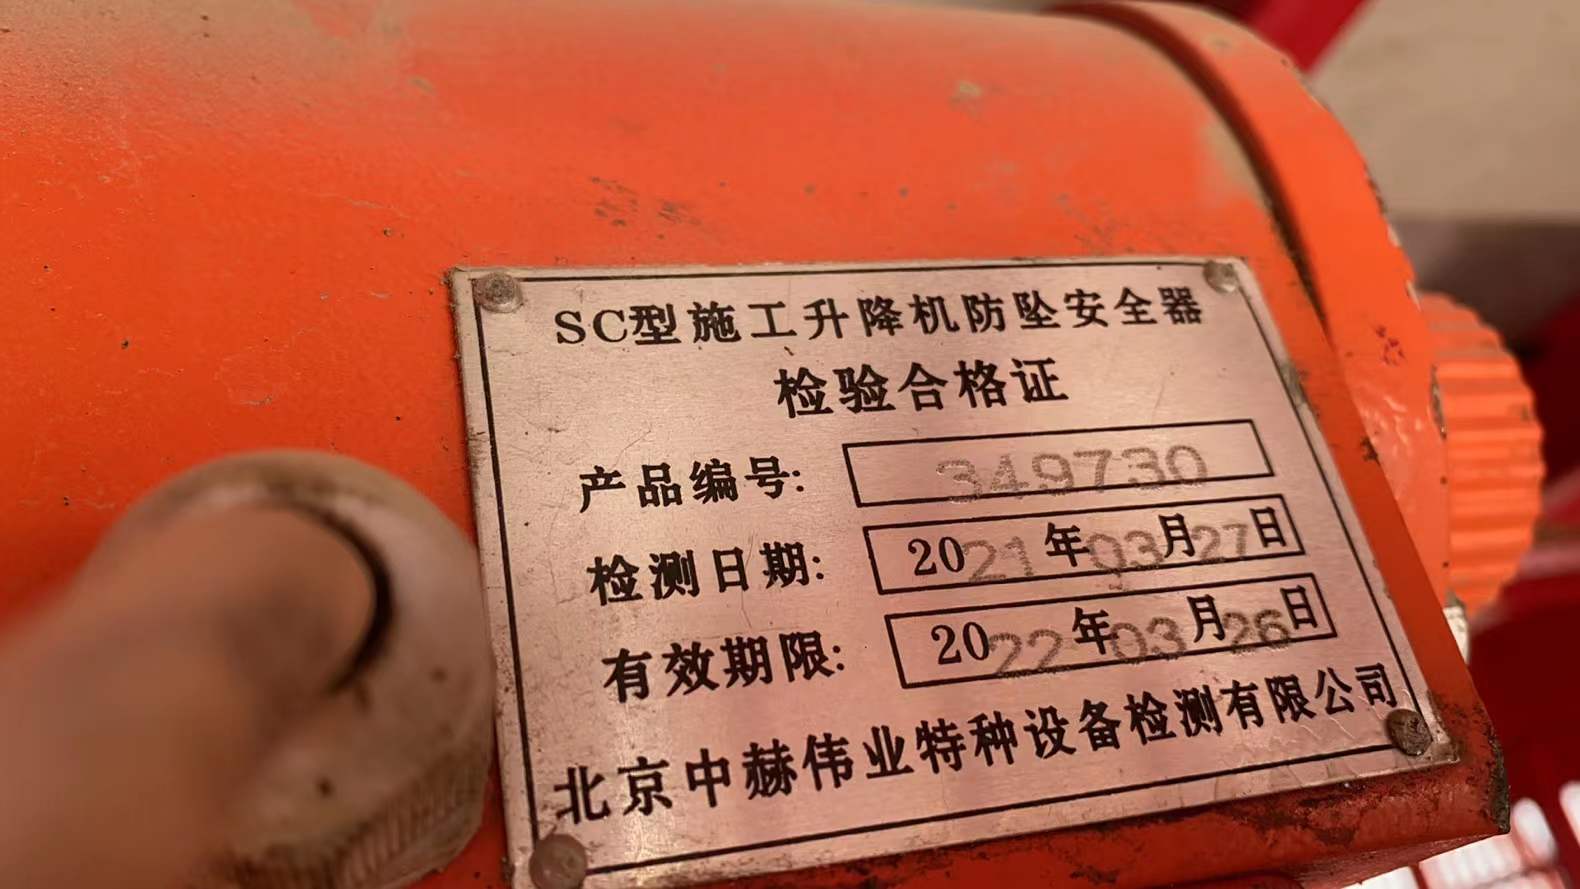 SC型施工升降机防坠安全器
检验合格证
产品编号: 349730
检测日期: 2021年03月27日
有效期限: 2022年03月26日
北京中赫伟业特种设备检测有限公司